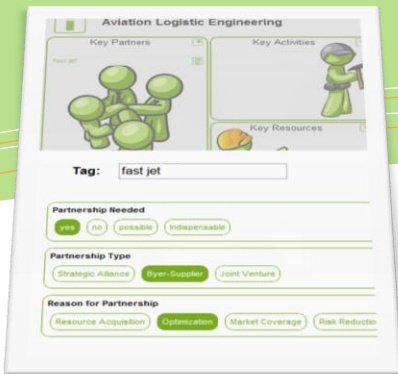 Aviation Logistic Engineering
Key Partners
Key Activities
fast jet
Key Resources
Tag: fast jet
Partnership Needed
yes no possible Indispensable
Partnership Type
Strategic Alliance Byer-Supplier Joint Venture
Reason for Partnership
Resource Acquisition Optimization Market Coverage Risk Reductio